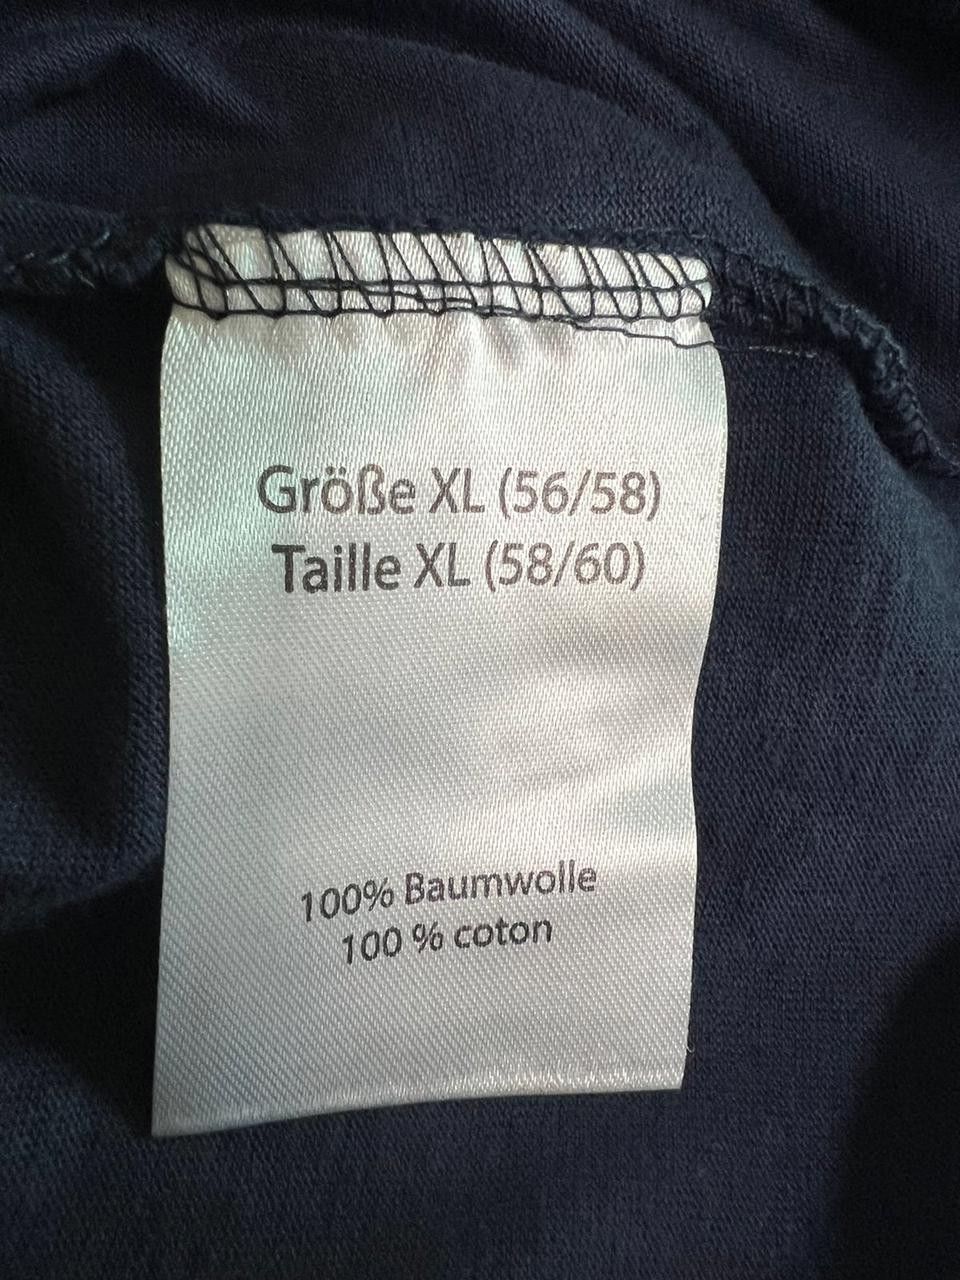 Größe XL (56/58)
Taille XL (58/60)
100% Baumwolle
100 % coton